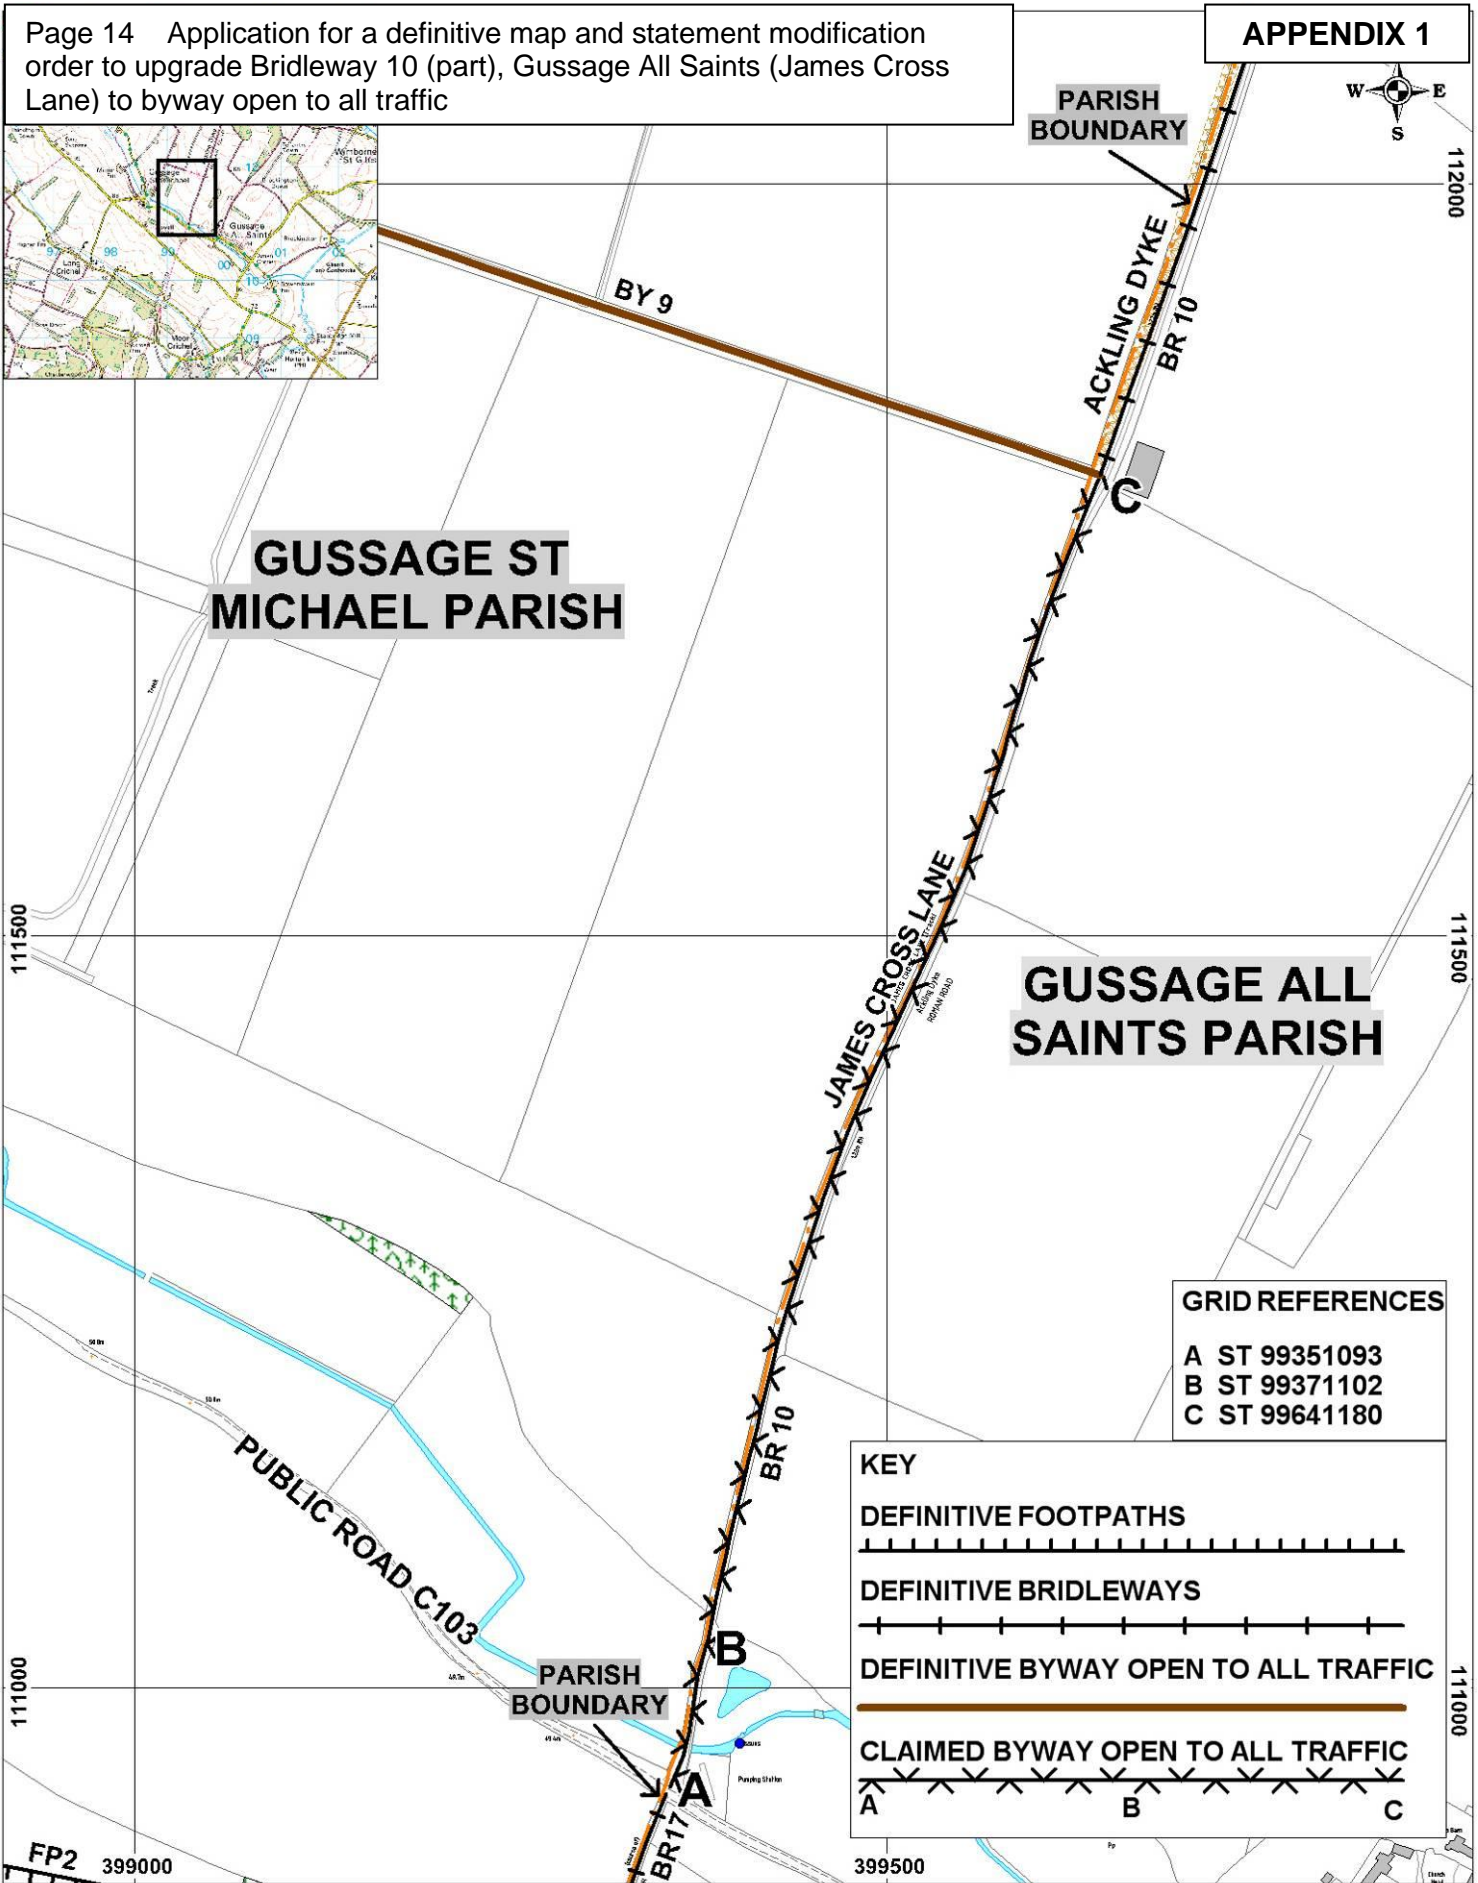 Page 14 Application for a definitive map and statement modification
order to upgrade Bridleway 10 (part), Gussage All Saints (James Cross
Lane) to byway open to all traffic
APPENDIX 1
W
E
S
PARISH
BOUNDARY
112000
ACKLING DYKE
BR 10
BY 9
C
GUSSAGE ST
MICHAEL PARISH
Track
JAMES CROSS LANE
Ackling Dyke
ROMAN ROAD
111500
111500
GUSSAGE ALL
SAINTS PARISH
GRID REFERENCES
A ST 99351093
B ST 99371102
C ST 99641180
BR 10
PUBLIC ROAD C103
KEY
DEFINITIVE FOOTPATHS
DEFINITIVE BRIDLEWAYS
DEFINITIVE BYWAY OPEN TO ALL TRAFFIC
CLAIMED BYWAY OPEN TO ALL TRAFFIC
A B C
B
111000
111000
PARISH
BOUNDARY
Pumping Station
A
BR17
FP2
399000
399500